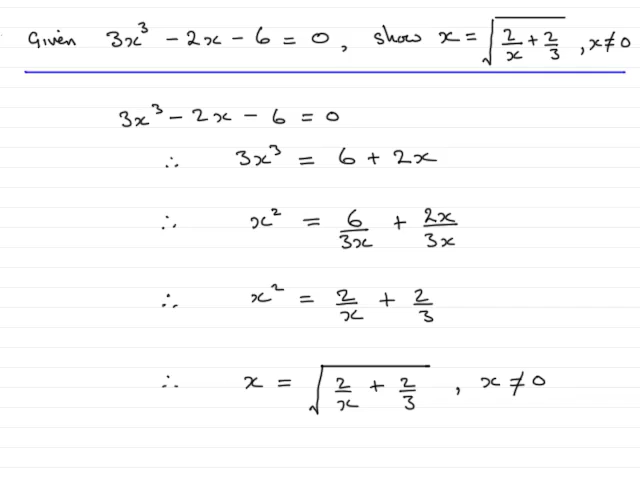 Given 3x³ - 2x - 6 = 0, show x = √(2/x + 2/3), x ≠ 0
3x³ - 2x - 6 = 0
∴ 3x³ = 6 + 2x
∴ x² = 6/3x + 2x/3x
∴ x² = 2/x + 2/3
∴ x = √(2/x + 2/3), x ≠ 0